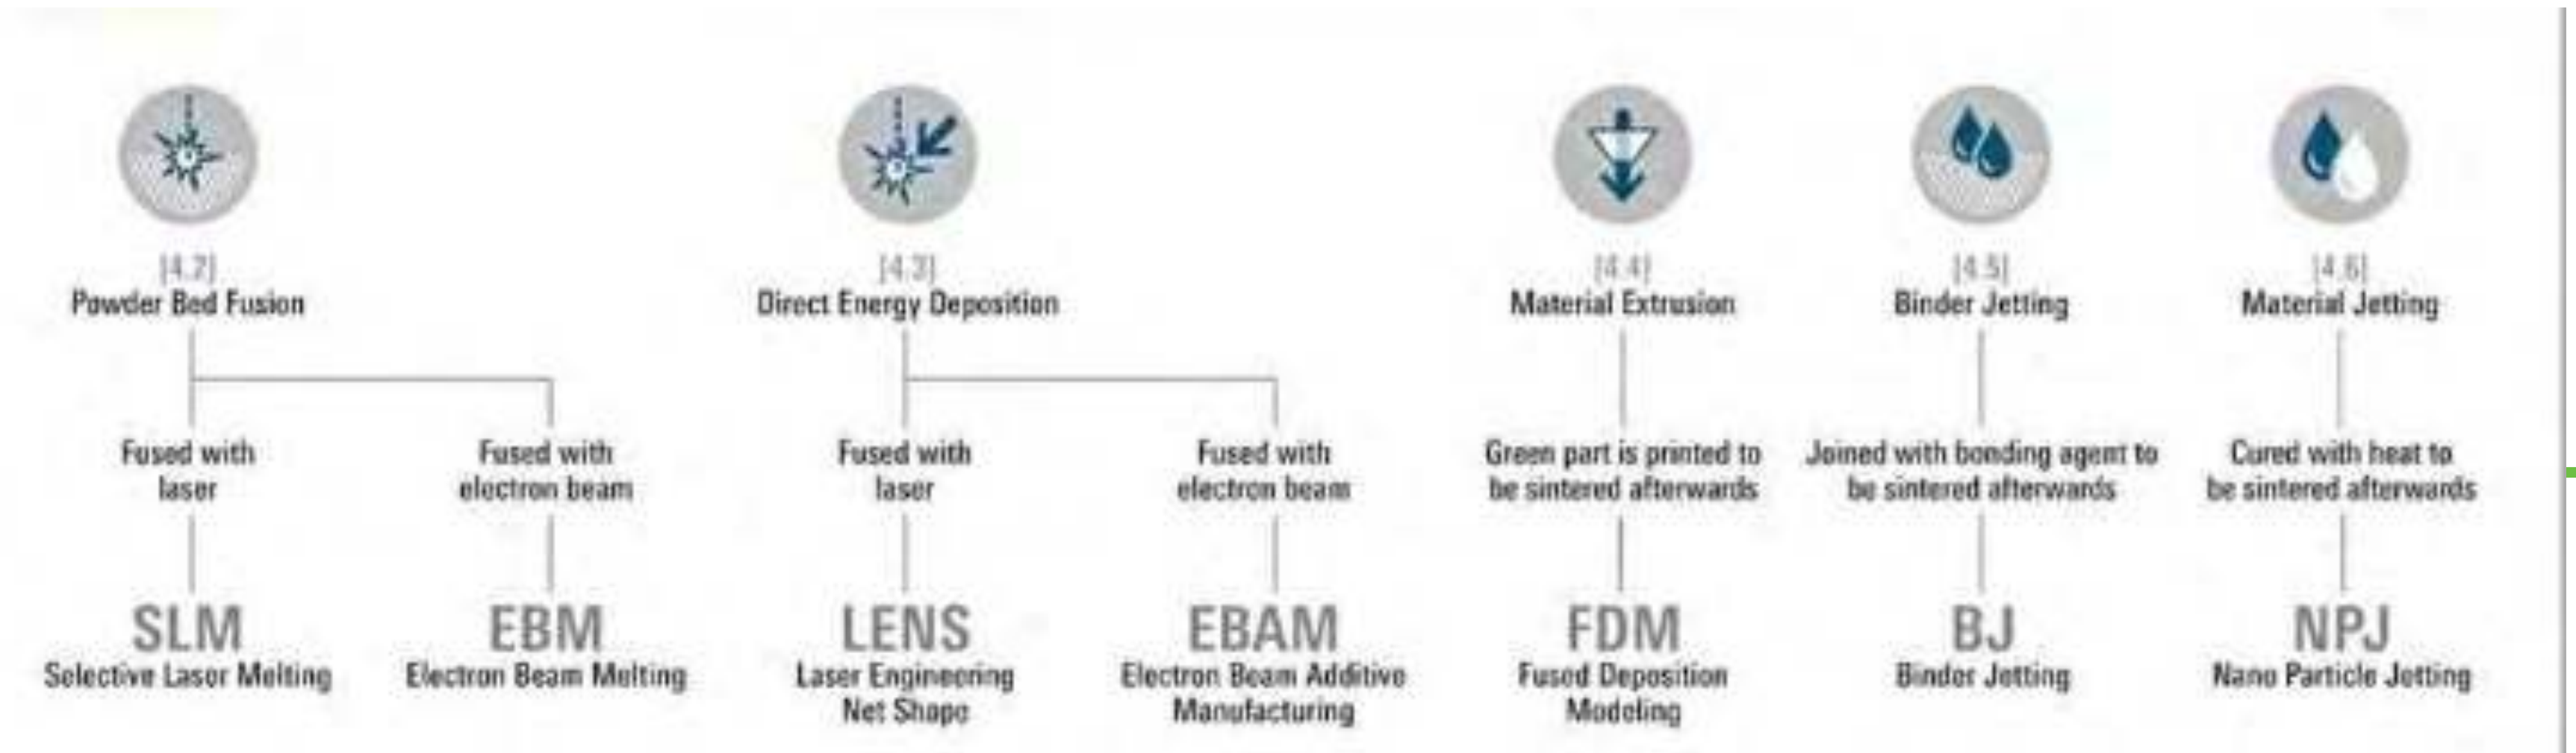 [4.2]
Powder Bed Fusion
[4.3]
Direct Energy Deposition
[4.4]
Material Extrusion
[4.5]
Binder Jetting
[4.6]
Material Jetting
Fused with
laser
Fused with
electron beam
Fused with
laser
Fused with
electron beam
Green part is printed to
be sintered afterwards
Joined with bonding agent to
be sintered afterwards
Cured with heat to
be sintered afterwards
SLM
Selective Laser Melting
EBM
Electron Beam Melting
LENS
Laser Engineering
Net Shape
EBAM
Electron Beam Additive
Manufacturing
FDM
Fused Deposition
Modeling
BJ
Binder Jetting
NPJ
Nano Particle Jetting